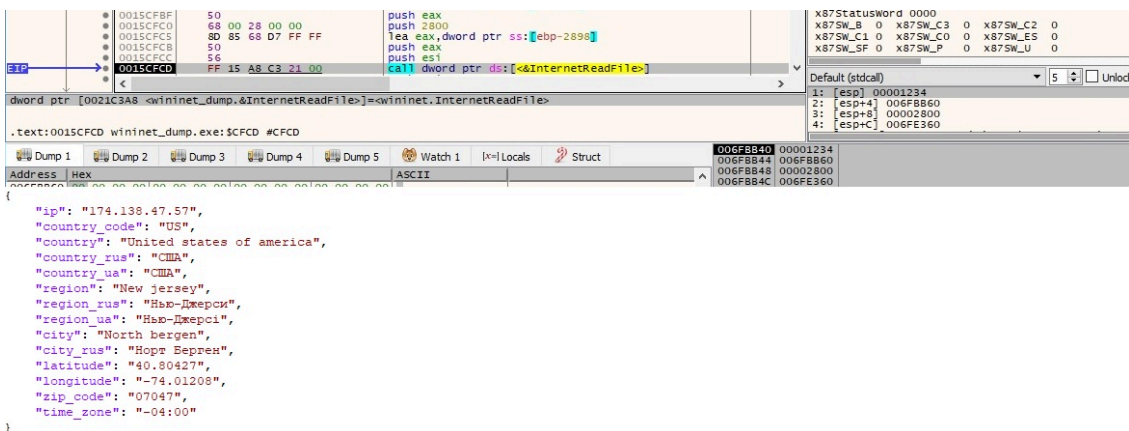 0015CFBF 50 push eax
0015CFC0 68 00 28 00 00 push 2800
0015CFC5 8D 85 68 D7 FF FF lea eax,dword ptr ss:[ebp-2898]
0015CFCB 50 push eax
0015CFCC 56 push esi
EIP 0015CFCD FF 15 A8 C3 21 00 call dword ptr ds:[<&InternetReadFile>]
x87StatusWord 0000
x87SW_B 0 x87SW_C3 0 x87SW_C2 0
x87SW_C1 0 x87SW_C0 0 x87SW_ES 0
x87SW_SF 0 x87SW_P 0 x87SW_U 0
Default (stdcall) 5 Unlock
1: [esp] 00001234
2: [esp+4] 006FBB60
3: [esp+8] 00002800
4: [esp+C] 006FE360
dword ptr [0021C3A8 <wininet_dump.&InternetReadFile>]=<wininet.InternetReadFile>
.text:0015CFCD wininet_dump.exe:$CFCD #CFCD
Dump 1 Dump 2 Dump 3 Dump 4 Dump 5 Watch 1 [x=] Locals Struct
Address Hex ASCII
006FBB40 00001234
006FBB44 006FBB60
006FBB48 00002800
006FBB4C 006FE360
{
"ip": "174.138.47.57",
"country_code": "US",
"country": "United states of america",
"country_rus": "США",
"country_ua": "США",
"region": "New jersey",
"region_rus": "Нью-Джерси",
"region_ua": "Нью-Джерсі",
"city": "North bergen",
"city_rus": "Норт Берген",
"latitude": "40.80427",
"longitude": "-74.01208",
"zip_code": "07047",
"time_zone": "-04:00"
}